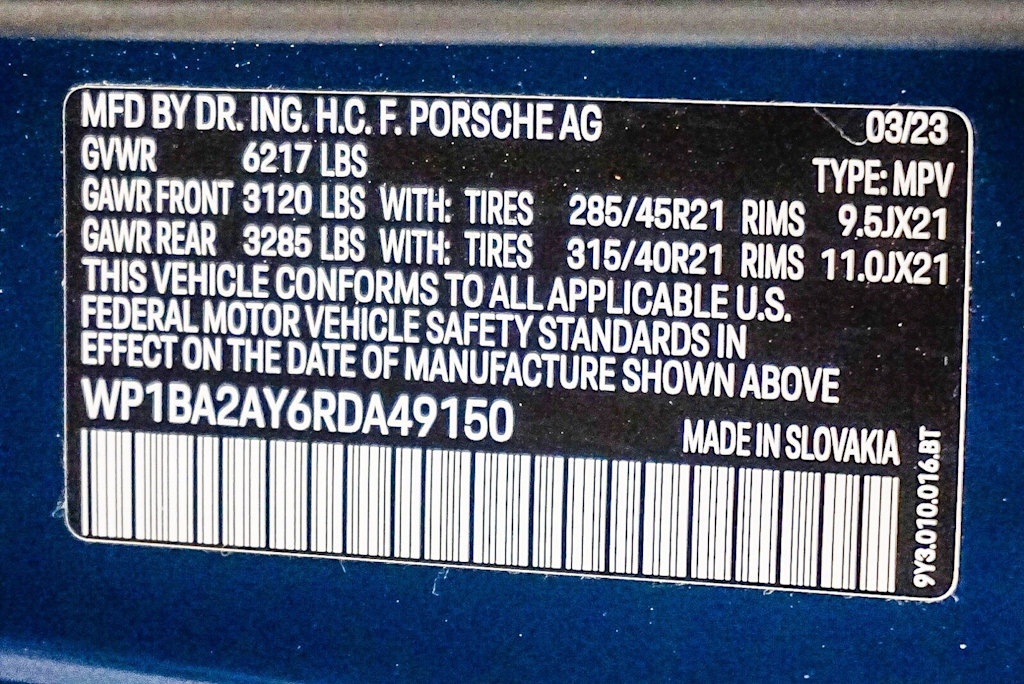 MFD BY DR. ING. H.C. F. PORSCHE AG 03/23
GVWR 6217 LBS TYPE: MPV
GAWR FRONT 3120 LBS WITH: TIRES 285/45R21 RIMS 9.5JX21
GAWR REAR 3285 LBS WITH: TIRES 315/40R21 RIMS 11.0JX21
THIS VEHICLE CONFORMS TO ALL APPLICABLE U.S.
FEDERAL MOTOR VEHICLE SAFETY STANDARDS IN
EFFECT ON THE DATE OF MANUFACTURE SHOWN ABOVE
WP1BA2AY6RDA49150
MADE IN SLOVAKIA
9Y3.010.016.BT